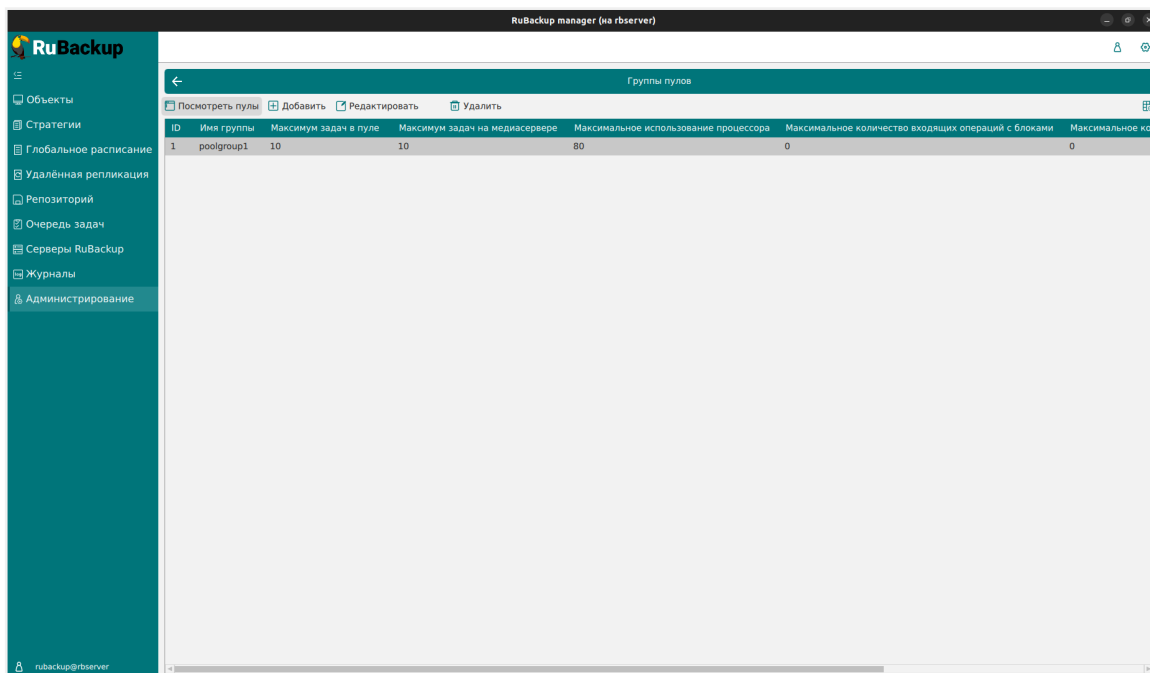 RuBackup manager (на rbserver)
RuBackup
Объекты
Стратегии
Глобальное расписание
Удалённая репликация
Репозиторий
Очередь задач
Серверы RuBackup
Журналы
Администрирование
rubackup@rbserver
Группы пулов
Посмотреть пулы Добавить Редактировать Удалить
ID Имя группы Максимум задач в пуле Максимум задач на медиасервере Максимальное использование процессора Максимальное количество входящих операций с блоками Максимальное ко
1 poolgroup1 10 10 80 0 0